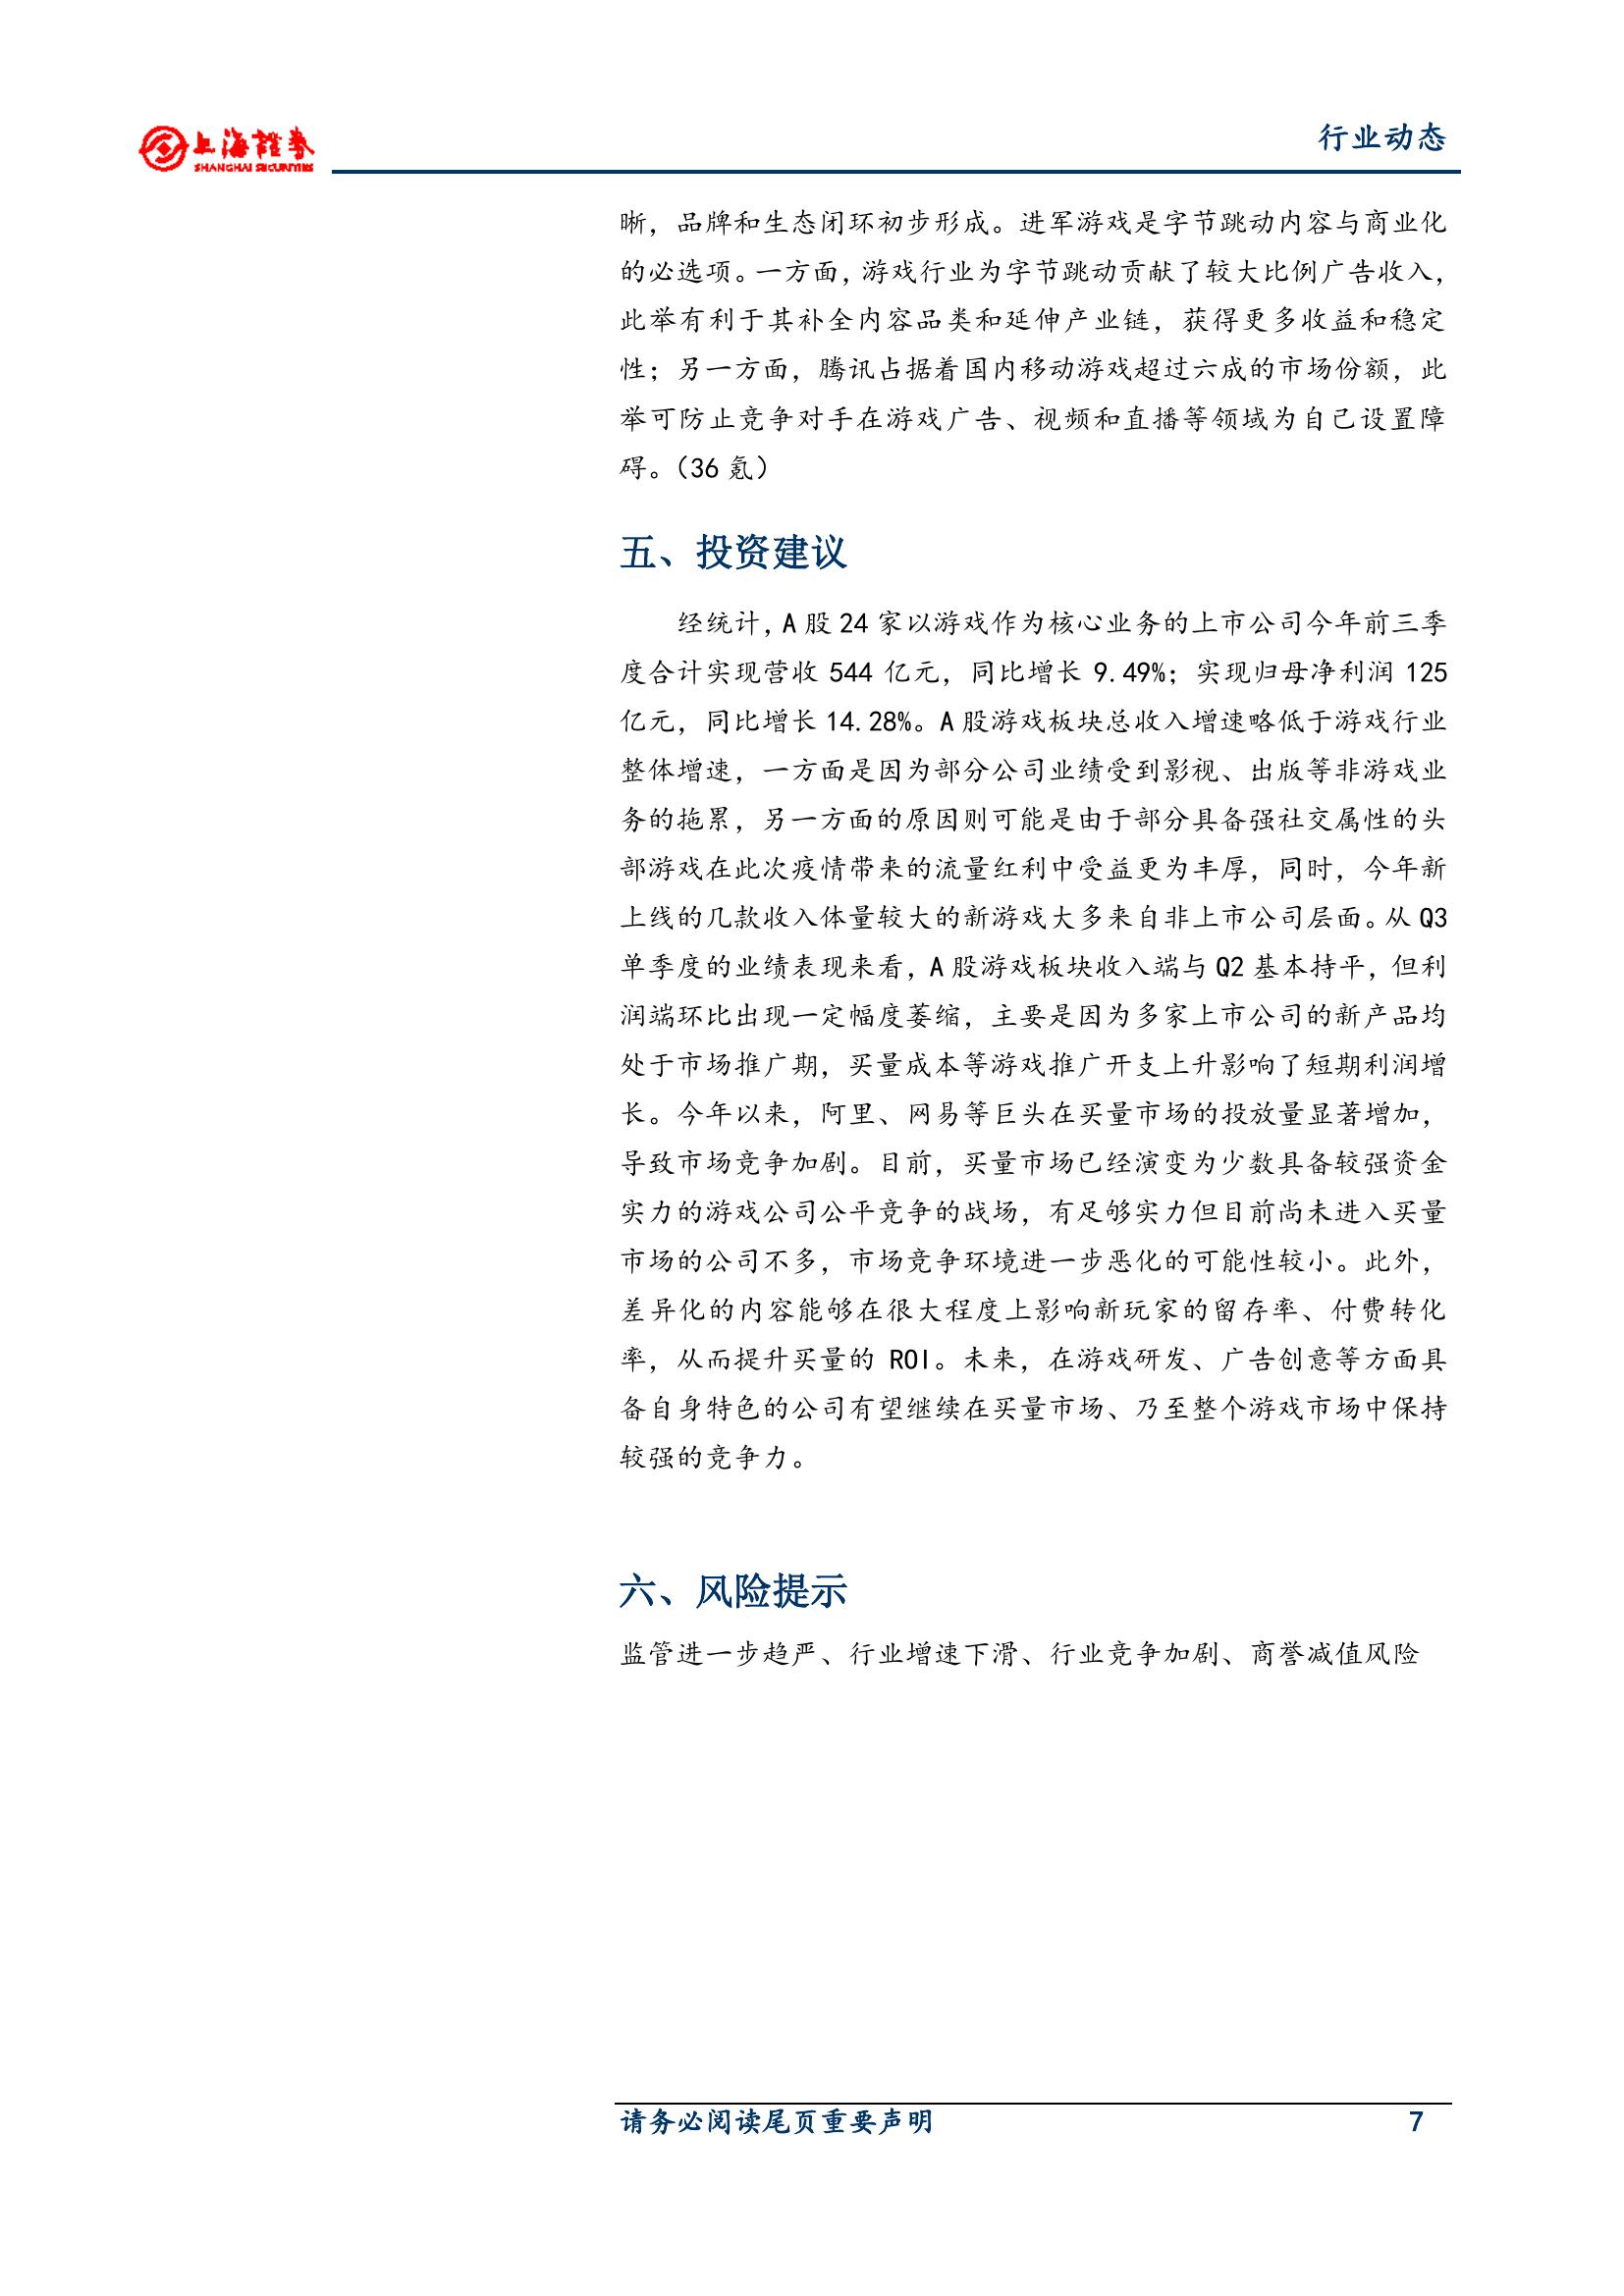 上海證券
SHANGHAI SECURITIES
行业动态
晰，品牌和生态闭环初步形成。进军游戏是字节跳动内容与商业化
的必选项。一方面，游戏行业为字节跳动贡献了较大比例广告收入，
此举有利于其补全内容品类和延伸产业链，获得更多收益和稳定
性；另一方面，腾讯占据着国内移动游戏超过六成的市场份额，此
举可防止竞争对手在游戏广告、视频和直播等领域为自己设置障
碍。（36 氪）
五、投资建议
经统计，A 股 24 家以游戏作为核心业务的上市公司今年前三季
度合计实现营收 544 亿元，同比增长 9.49%；实现归母净利润 125
亿元，同比增长 14.28%。A 股游戏板块总收入增速略低于游戏行业
整体增速，一方面是因为部分公司业绩受到影视、出版等非游戏业
务的拖累，另一方面的原因则可能是由于部分具备强社交属性的头
部游戏在此次疫情带来的流量红利中受益更为丰厚，同时，今年新
上线的几款收入体量较大的新游戏大多来自非上市公司层面。从 Q3
单季度的业绩表现来看，A 股游戏板块收入端与 Q2 基本持平，但利
润端环比出现一定幅度萎缩，主要是因为多家上市公司的新产品均
处于市场推广期，买量成本等游戏推广开支上升影响了短期利润增
长。今年以来，阿里、网易等巨头在买量市场的投放量显著增加，
导致市场竞争加剧。目前，买量市场已经演变为少数具备较强资金
实力的游戏公司公平竞争的战场，有足够实力但目前尚未进入买量
市场的公司不多，市场竞争环境进一步恶化的可能性较小。此外，
差异化的内容能够在很大程度上影响新玩家的留存率、付费转化
率，从而提升买量的 ROI。未来，在游戏研发、广告创意等方面具
备自身特色的公司有望继续在买量市场、乃至整个游戏市场中保持
较强的竞争力。
六、风险提示
监管进一步趋严、行业增速下滑、行业竞争加剧、商誉减值风险
请务必阅读尾页重要声明 7